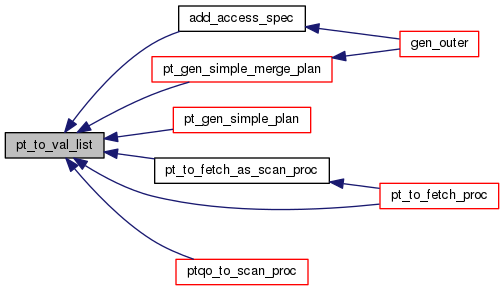 add_access_spec
gen_outer
pt_gen_simple_merge_plan
pt_gen_simple_plan
pt_to_val_list
pt_to_fetch_as_scan_proc
pt_to_fetch_proc
ptqo_to_scan_proc